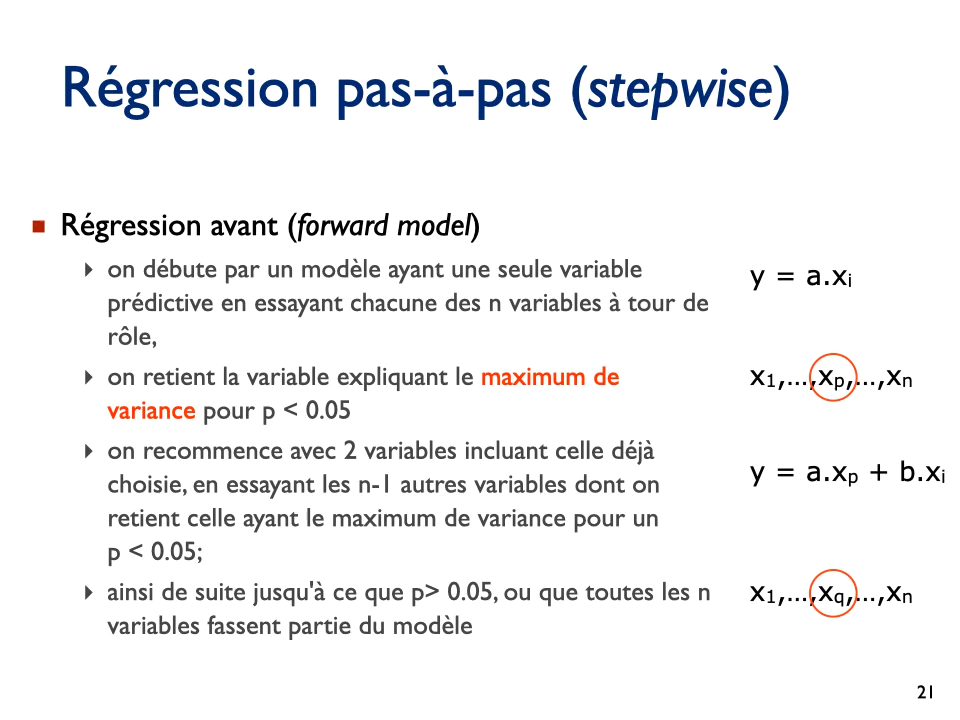 Régression pas-à-pas (stepwise)
Régression avant (forward model)
on débute par un modèle ayant une seule variable
prédictive en essayant chacune des n variables à tour de
rôle,
y = a.xi
on retient la variable expliquant le maximum de
variance pour p < 0.05
x1,...,xp,...,xn
on recommence avec 2 variables incluant celle déjà
choisie, en essayant les n-1 autres variables dont on
retient celle ayant le maximum de variance pour un
p < 0.05;
y = a.xp + b.xi
ainsi de suite jusqu'à ce que p> 0.05, ou que toutes les n
variables fassent partie du modèle
x1,...,xq,...,xn
21